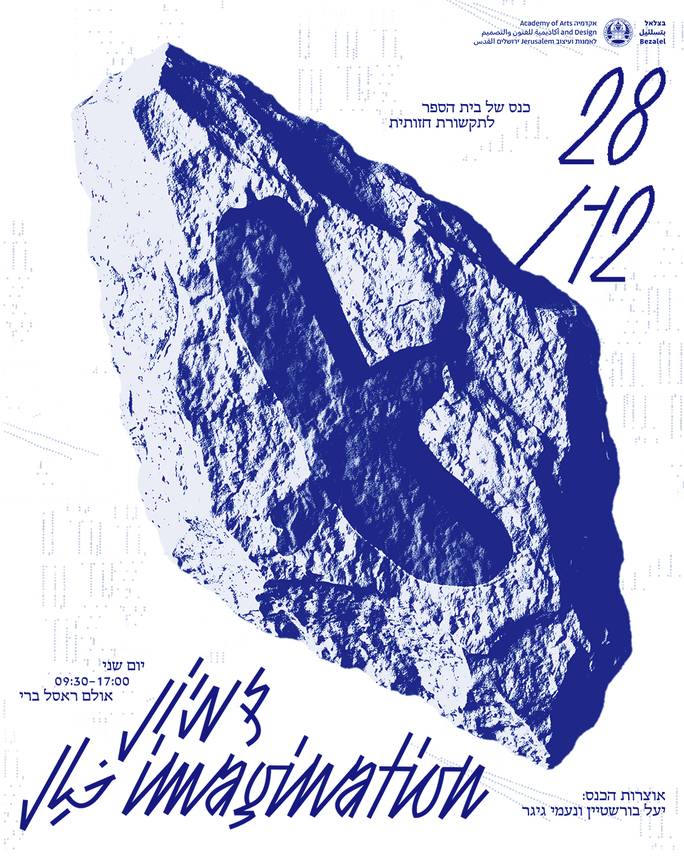 בצלאל
بتسلئيل
Bezalel
אקדמיה Academy of Arts
and Design أكاديمية للفنون والتصميم
לאמנות ועיצוב Jerusalem ירושלים القدس
28
/12
כנס של בית הספר
לתקשורת חזותית
יום שני
09:30–17:00
אולם ראסל ברי
דמיון
خيال imagination
אוצרות הכנס:
יעל בורשטיין ונעמי גיגר